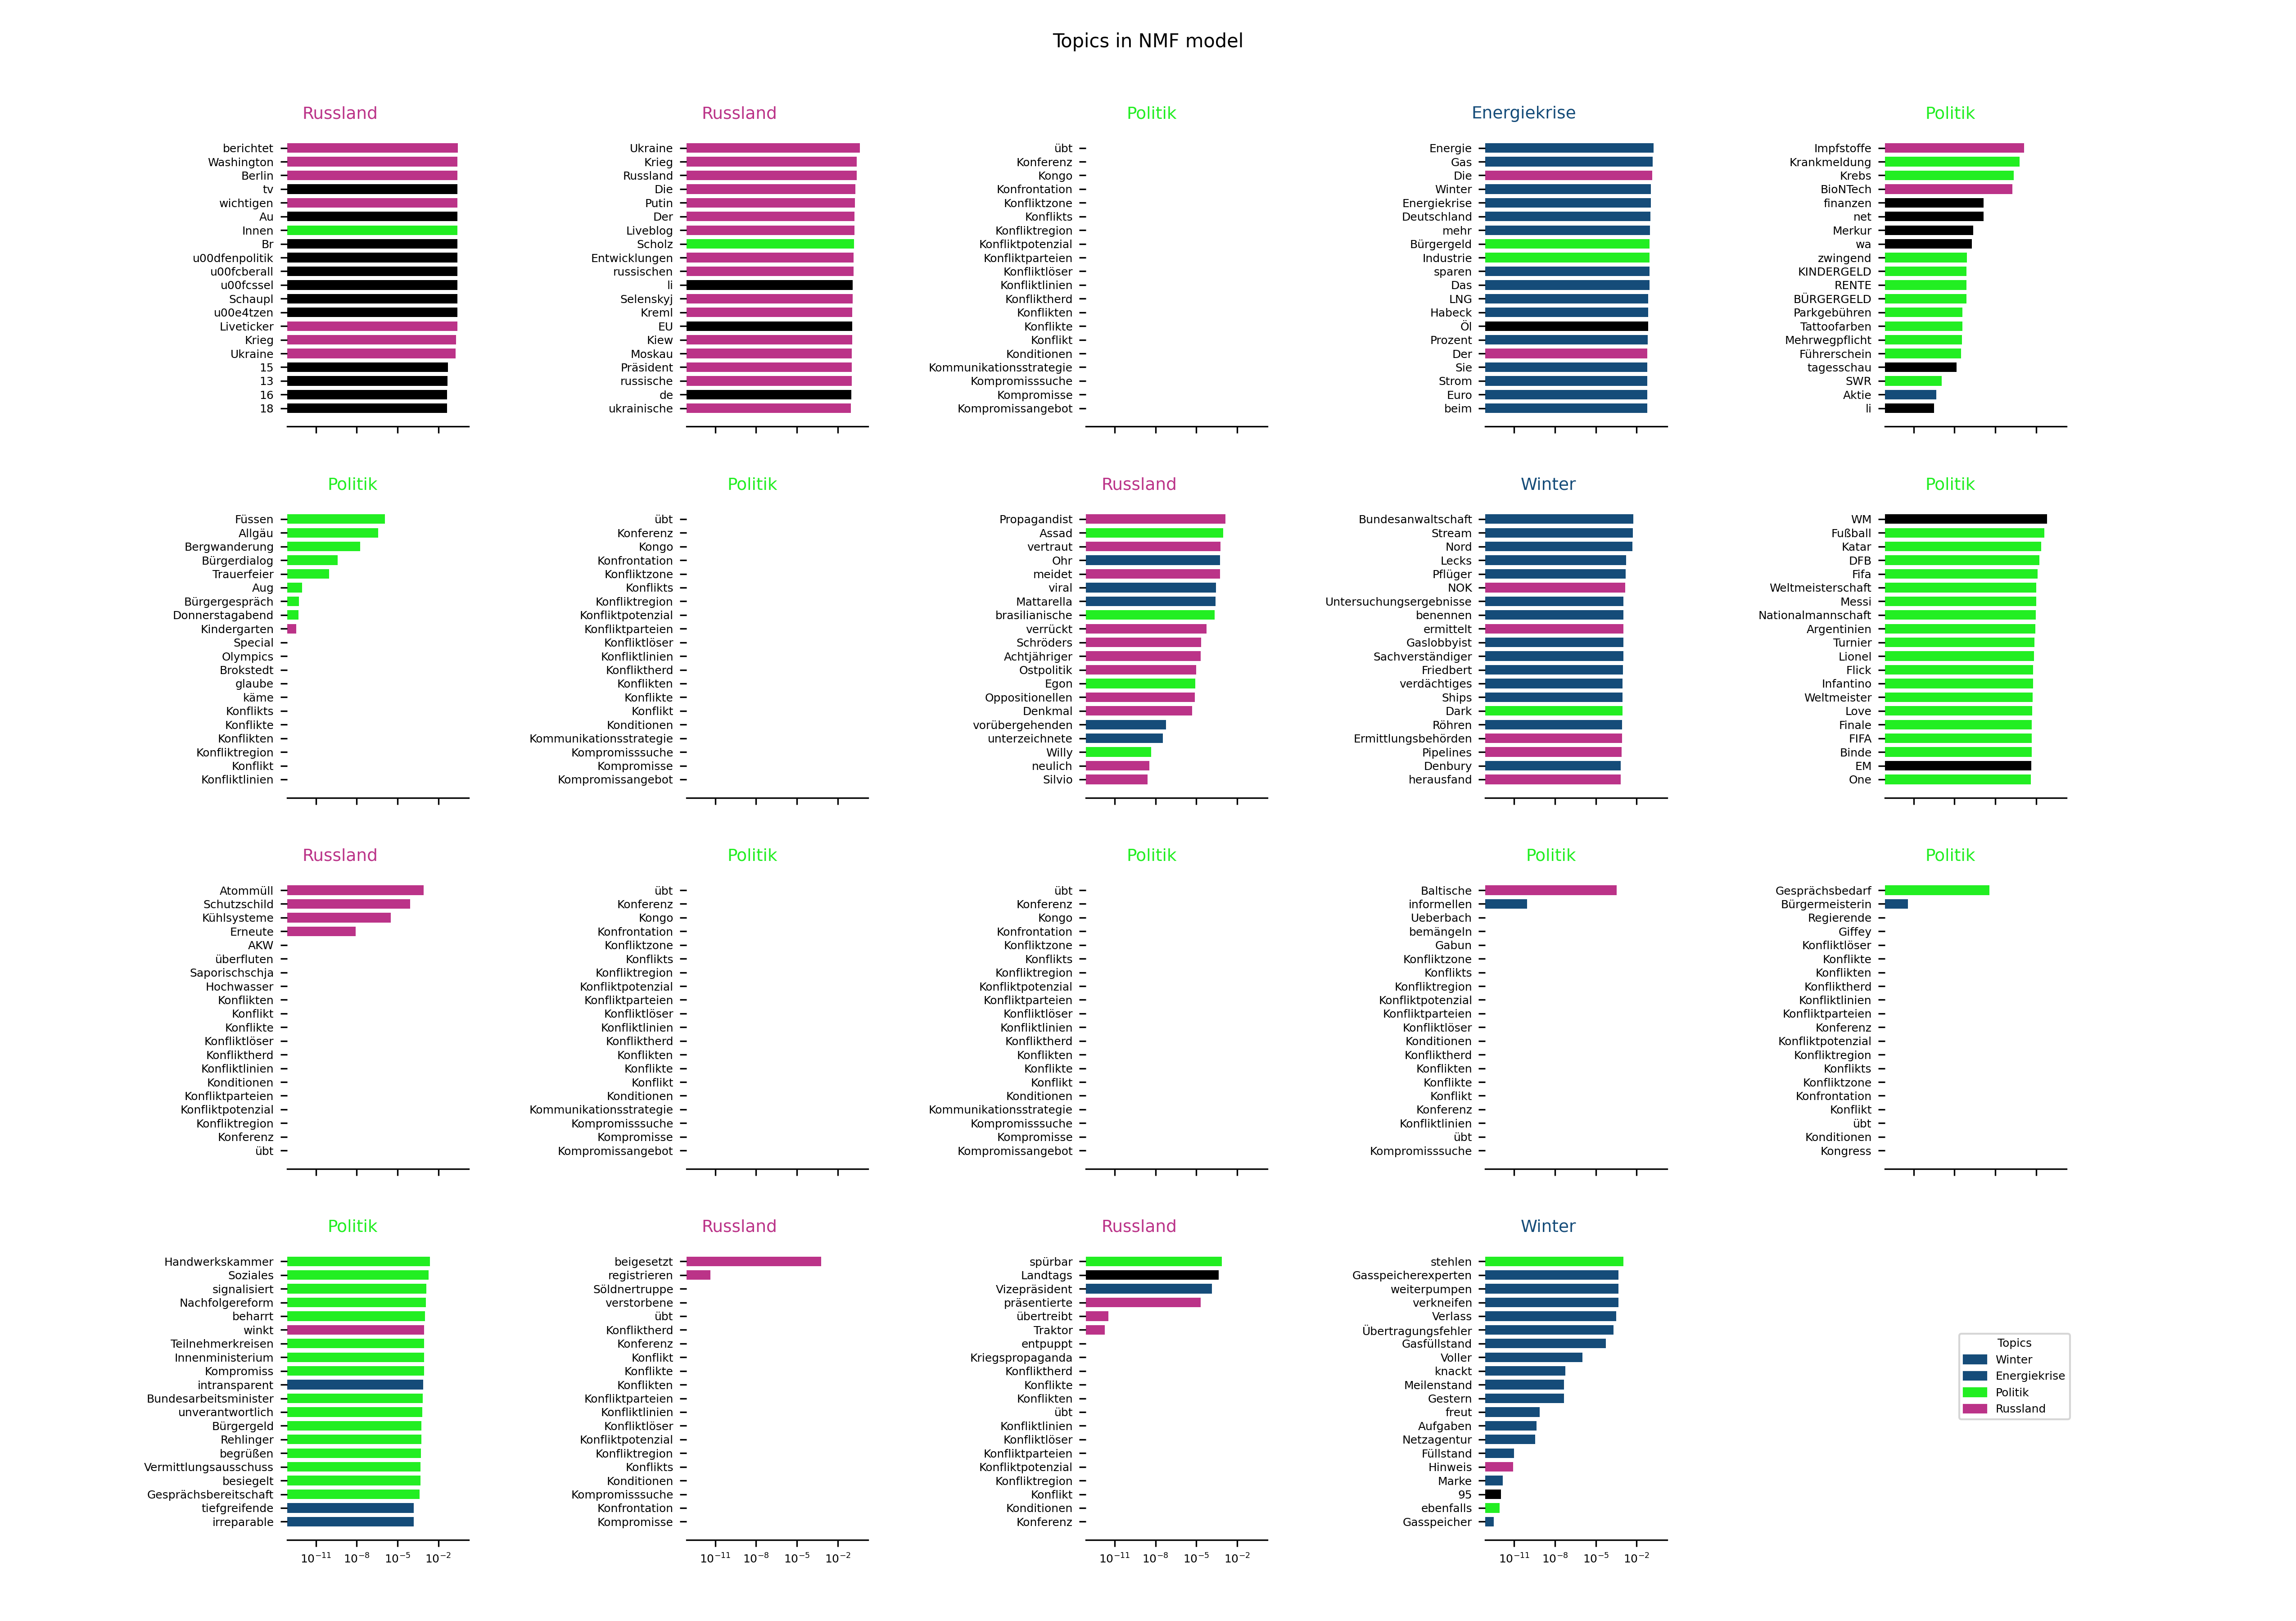 Topics in NMF model
Russland
berichtet
Washington
Berlin
tv
wichtigen
Au
Innen
Br
u00dfenpolitik
u00fcberall
u00fcssel
Schaupl
u00e4tzen
Liveticker
Krieg
Ukraine
15
13
16
18
Russland
Ukraine
Krieg
Russland
Die
Putin
Der
Liveblog
Scholz
Entwicklungen
russischen
li
Selenskyj
Kreml
EU
Kiew
Moskau
Präsident
russische
de
ukrainische
Politik
übt
Konferenz
Kongo
Konfrontation
Konfliktzone
Konflikts
Konfliktregion
Konfliktpotenzial
Konfliktparteien
Konfliktlöser
Konfliktlinien
Konfliktherd
Konflikten
Konflikte
Konflikt
Konditionen
Kommunikationsstrategie
Kompromisssuche
Kompromisse
Kompromissangebot
Energiekrise
Energie
Gas
Die
Winter
Energiekrise
Deutschland
mehr
Bürgergeld
Industrie
sparen
Das
LNG
Habeck
Öl
Prozent
Der
Sie
Strom
Euro
beim
Politik
Impfstoffe
Krankmeldung
Krebs
BioNTech
finanzen
net
Merkur
wa
zwingend
KINDERGELD
RENTE
BÜRGERGELD
Parkgebühren
Tattoofarben
Mehrwegpflicht
Führerschein
tagesschau
SWR
Aktie
li
Politik
Füssen
Allgäu
Bergwanderung
Bürgerdialog
Trauerfeier
Aug
Bürgergespräch
Donnerstagabend
Kindergarten
Special
Olympics
Brokstedt
glaube
käme
Konflikts
Konflikte
Konflikten
Konfliktregion
Konflikt
Konfliktlinien
Politik
übt
Konferenz
Kongo
Konfrontation
Konfliktzone
Konflikts
Konfliktregion
Konfliktpotenzial
Konfliktparteien
Konfliktlöser
Konfliktlinien
Konfliktherd
Konflikten
Konflikte
Konflikt
Konditionen
Kommunikationsstrategie
Kompromisssuche
Kompromisse
Kompromissangebot
Russland
Propagandist
Assad
vertraut
Ohr
meidet
viral
Mattarella
brasilianische
verrückt
Schröders
Achtjähriger
Ostpolitik
Egon
Oppositionellen
Denkmal
vorübergehenden
unterzeichnete
Willy
neulich
Silvio
Winter
Bundesanwaltschaft
Stream
Nord
Lecks
Pflüger
NOK
Untersuchungsergebnisse
benennen
ermittelt
Gaslobbyist
Sachverständiger
Friedbert
verdächtiges
Ships
Dark
Röhren
Ermittlungsbehörden
Pipelines
Denbury
herausfand
Politik
WM
Fußball
Katar
DFB
Fifa
Weltmeisterschaft
Messi
Nationalmannschaft
Argentinien
Turnier
Lionel
Flick
Infantino
Weltmeister
Love
Finale
FIFA
Binde
EM
One
Russland
Atommüll
Schutzschild
Kühlsysteme
Erneute
AKW
überfluten
Saporischschja
Hochwasser
Konflikten
Konflikt
Konflikte
Konfliktlöser
Konfliktherd
Konfliktlinien
Konditionen
Konfliktparteien
Konfliktpotenzial
Konfliktregion
Konferenz
übt
Politik
übt
Konferenz
Kongo
Konfrontation
Konfliktzone
Konflikts
Konfliktregion
Konfliktpotenzial
Konfliktparteien
Konfliktlöser
Konfliktlinien
Konfliktherd
Konflikten
Konflikte
Konflikt
Konditionen
Kommunikationsstrategie
Kompromisssuche
Kompromisse
Kompromissangebot
Politik
übt
Konferenz
Kongo
Konfrontation
Konfliktzone
Konflikts
Konfliktregion
Konfliktpotenzial
Konfliktparteien
Konfliktlöser
Konfliktlinien
Konfliktherd
Konflikten
Konflikte
Konflikt
Konditionen
Kommunikationsstrategie
Kompromisssuche
Kompromisse
Kompromissangebot
Politik
Baltische
informellen
Ueberbach
bemängeln
Gabun
Konfliktzone
Konflikts
Konfliktregion
Konfliktpotenzial
Konfliktparteien
Konfliktlöser
Konditionen
Konfliktherd
Konflikten
Konflikte
Konflikt
Konferenz
Konfliktlinien
übt
Kompromisssuche
Politik
Gesprächsbedarf
Bürgermeisterin
Regierende
Giffey
Konfliktlöser
Konflikte
Konflikten
Konfliktherd
Konfliktlinien
Konfliktparteien
Konferenz
Konfliktpotenzial
Konfliktregion
Konflikts
Konfliktzone
Konfrontation
Konflikt
übt
Konditionen
Kongress
Politik
Handwerkskammer
Soziales
signalisiert
Nachfolgereform
beharrt
winkt
Teilnehmerkreisen
Innenministerium
Kompromiss
intransparent
Bundesarbeitsminister
unverantwortlich
Bürgergeld
Rehlinger
begrüßen
Vermittlungsausschuss
besiegelt
Gesprächsbereitschaft
tiefgreifende
irreparable
10⁻¹¹ 10⁻⁸ 10⁻⁵ 10⁻²
Russland
beigesetzt
registrieren
Söldnertruppe
verstorbene
übt
Konfliktherd
Konferenz
Konflikt
Konflikte
Konflikten
Konfliktparteien
Konfliktlinien
Konfliktlöser
Konfliktpotenzial
Konfliktregion
Konflikts
Konditionen
Kompromisssuche
Konfrontation
Kompromisse
10⁻¹¹ 10⁻⁸ 10⁻⁵ 10⁻²
Russland
spürbar
Landtags
Vizepräsident
präsentierte
übertreibt
Traktor
entpuppt
Kriegspropaganda
Konfliktherd
Konflikte
Konflikten
übt
Konfliktlinien
Konfliktlöser
Konfliktparteien
Konfliktpotenzial
Konfliktregion
Konflikt
Konditionen
Konferenz
10⁻¹¹ 10⁻⁸ 10⁻⁵ 10⁻²
Winter
stehlen
Gasspeicherexperten
weiterpumpen
verkneifen
Verlass
Übertragungsfehler
Gasfüllstand
Voller
knackt
Meilenstand
Gestern
freut
Aufgaben
Netzagentur
Füllstand
Hinweis
Marke
95
ebenfalls
Gasspeicher
10⁻¹¹ 10⁻⁸ 10⁻⁵ 10⁻²
Topics
Winter
Energiekrise
Politik
Russland